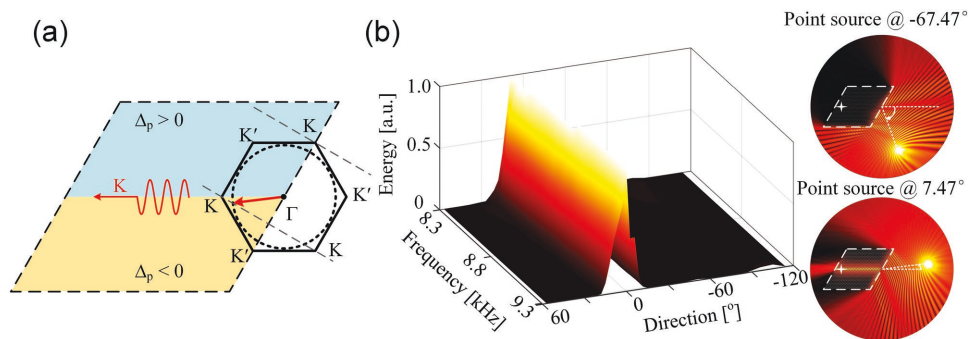 (a)
Δp > 0
K
K′
K
K
K′
Γ
K′
K
Δp < 0
(b)
Energy [a.u.]
1.0
0.5
0
8.3
8.8
9.3
Frequency [kHz]
60
0
-60
-120
Direction [°]
Point source @ -67.47°
Point source @ 7.47°